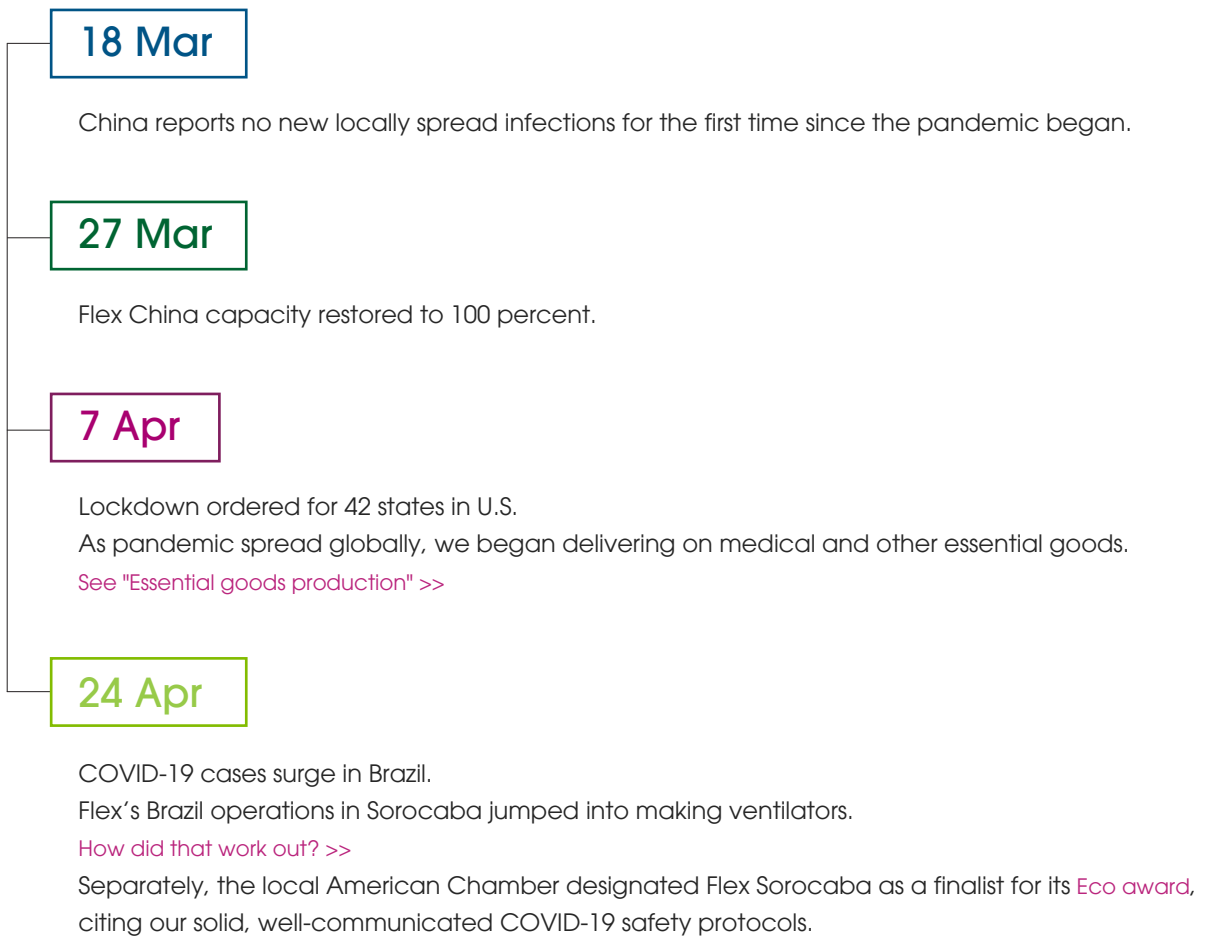 18 Mar
China reports no new locally spread infections for the first time since the pandemic began.
27 Mar
Flex China capacity restored to 100 percent.
7 Apr
Lockdown ordered for 42 states in U.S.
As pandemic spread globally, we began delivering on medical and other essential goods.
See "Essential goods production" >>
24 Apr
COVID-19 cases surge in Brazil.
Flex’s Brazil operations in Sorocaba jumped into making ventilators.
How did that work out? >>
Separately, the local American Chamber designated Flex Sorocaba as a finalist for its Eco award,
citing our solid, well-communicated COVID-19 safety protocols.